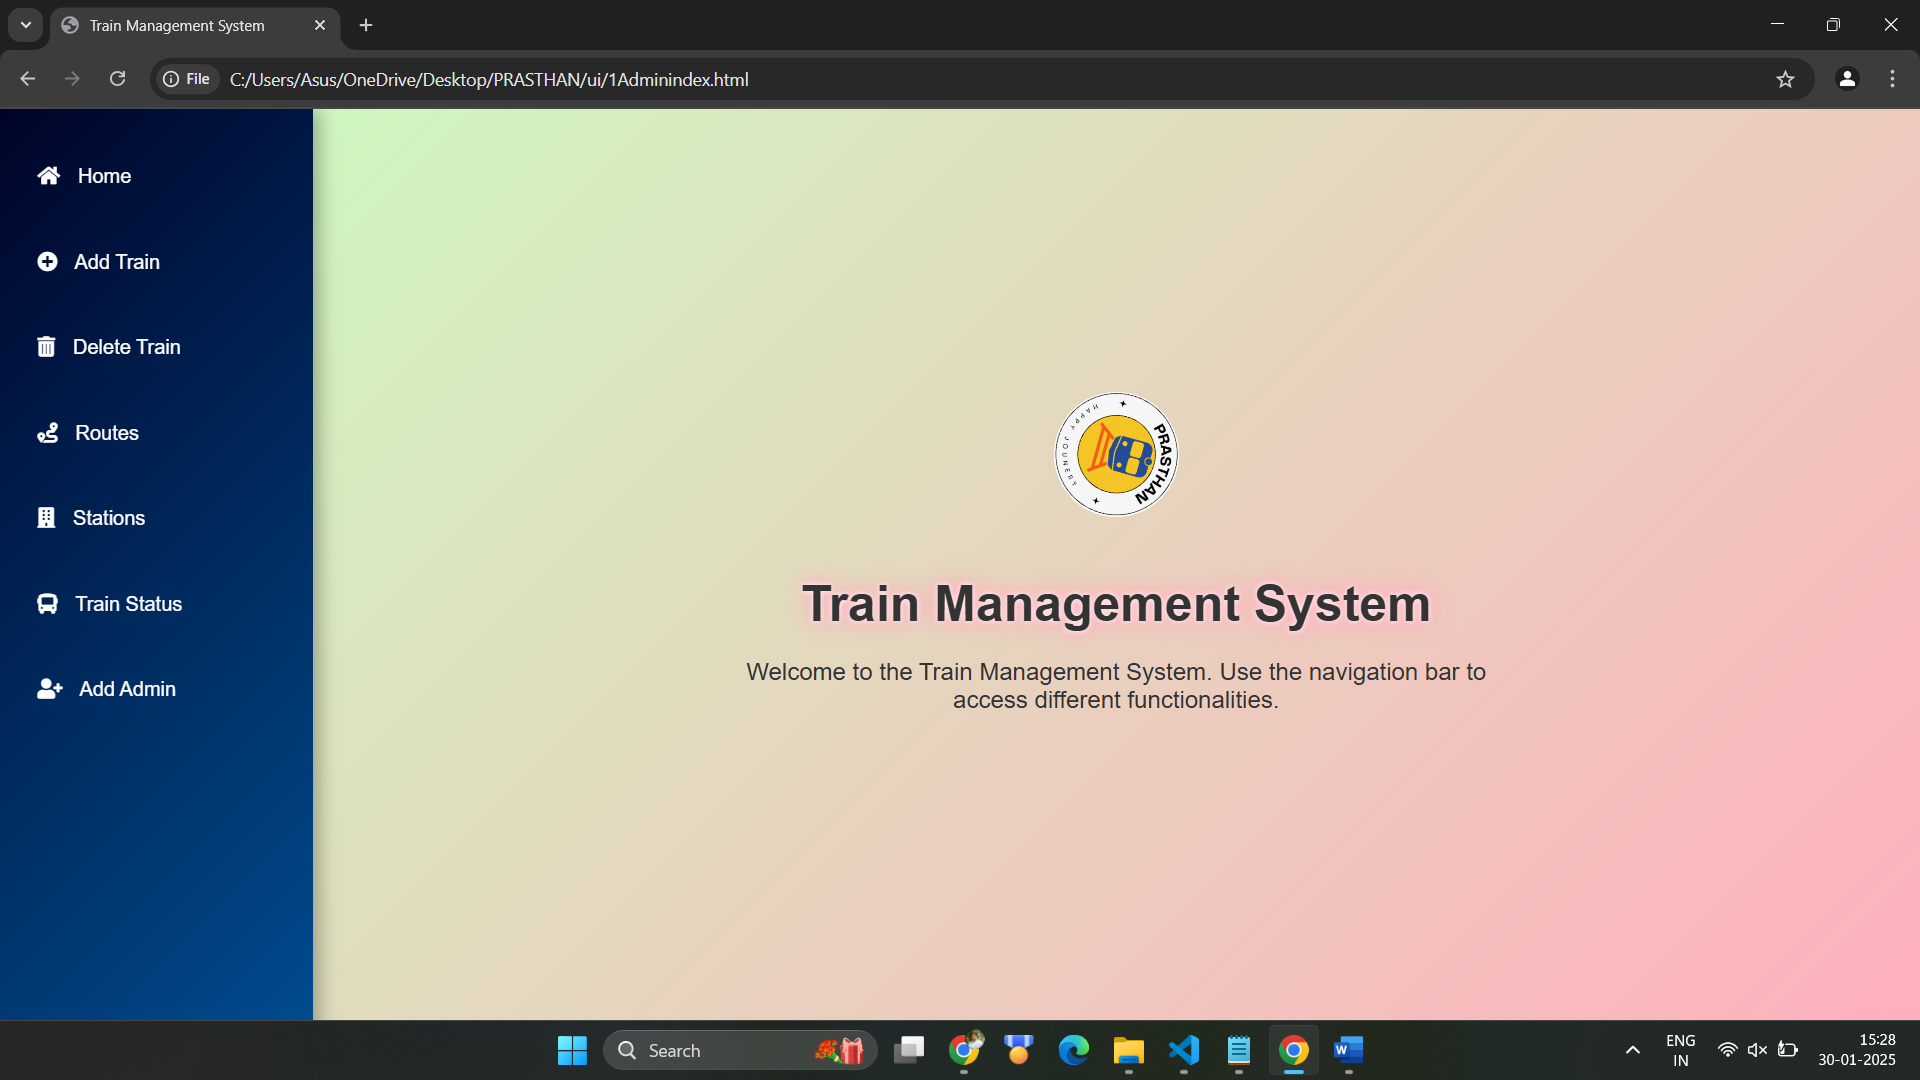 Train Management System
File
C:/Users/Asus/OneDrive/Desktop/PRASTHAN/ui/1Adminindex.html
Home
Add Train
Delete Train
Routes
Stations
Train Status
Add Admin
PRASTHAN
HAPPY JOUNERY
Train Management System
Welcome to the Train Management System. Use the navigation bar to
access different functionalities.
Search
W
ENG
IN
15:28
30-01-2025